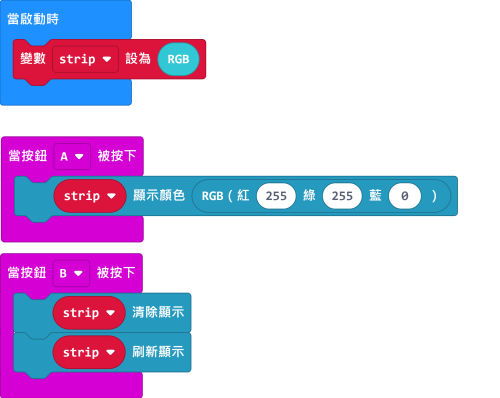 當啟動時
變數 strip 設為 RGB
當按鈕 A 被按下
strip 顯示顏色 RGB ( 紅 255 綠 255 藍 0 )
當按鈕 B 被按下
strip 清除顯示
strip 刷新顯示